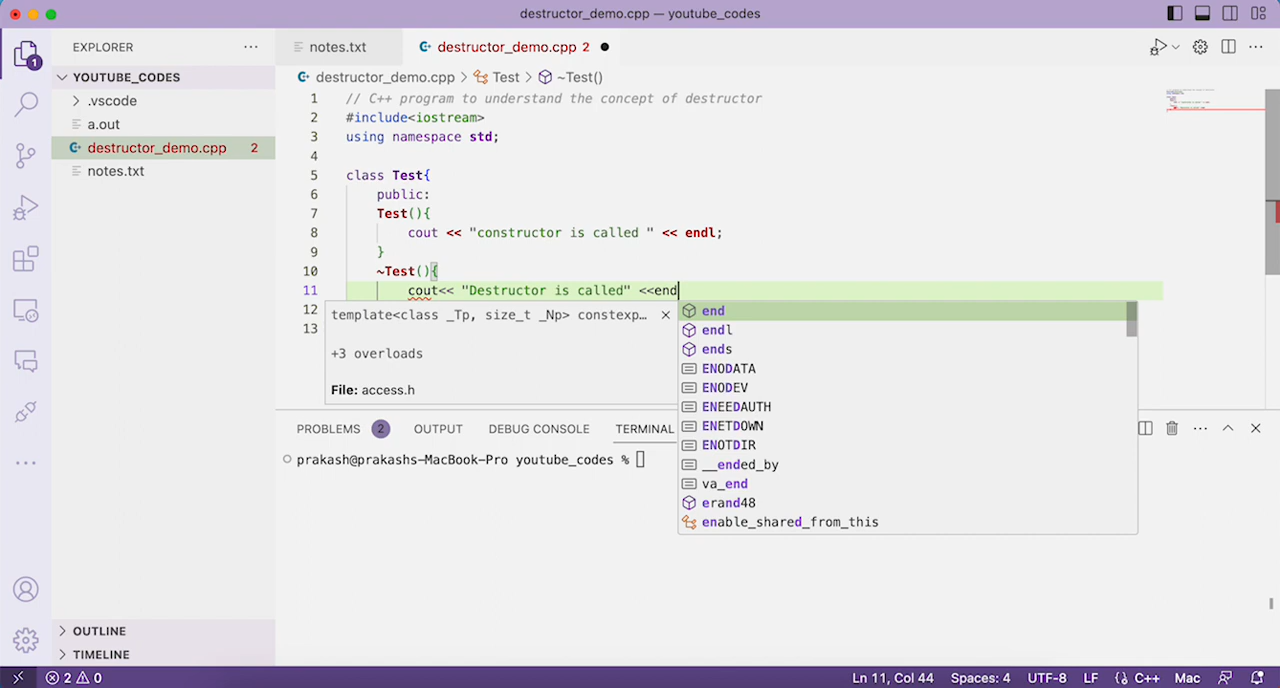 destructor_demo.cpp — youtube_codes
EXPLORER
notes.txt
destructor_demo.cpp 2
1
YOUTUBE_CODES
destructor_demo.cpp > Test > ~Test()
.vscode
a.out
destructor_demo.cpp 2
notes.txt
1 // C++ program to understand the concept of destructor
2 #include<iostream>
3 using namespace std;
4
5 class Test{
6 public:
7 Test(){
8 cout << "constructor is called " << endl;
9 }
10 ~Test(){
11 cout<< "Destructor is called" <<end
12
13
template<class _Tp, size_t _Np> constexp…
+3 overloads
File: access.h
end
endl
ends
ENODATA
ENODEV
ENEEDAUTH
ENETDOWN
ENOTDIR
__ended_by
va_end
erand48
enable_shared_from_this
PROBLEMS 2 OUTPUT DEBUG CONSOLE TERMINAL
prakash@prakashs-MacBook-Pro youtube_codes %
OUTLINE
TIMELINE
2 0
Ln 11, Col 44 Spaces: 4 UTF-8 LF {} C++ Mac